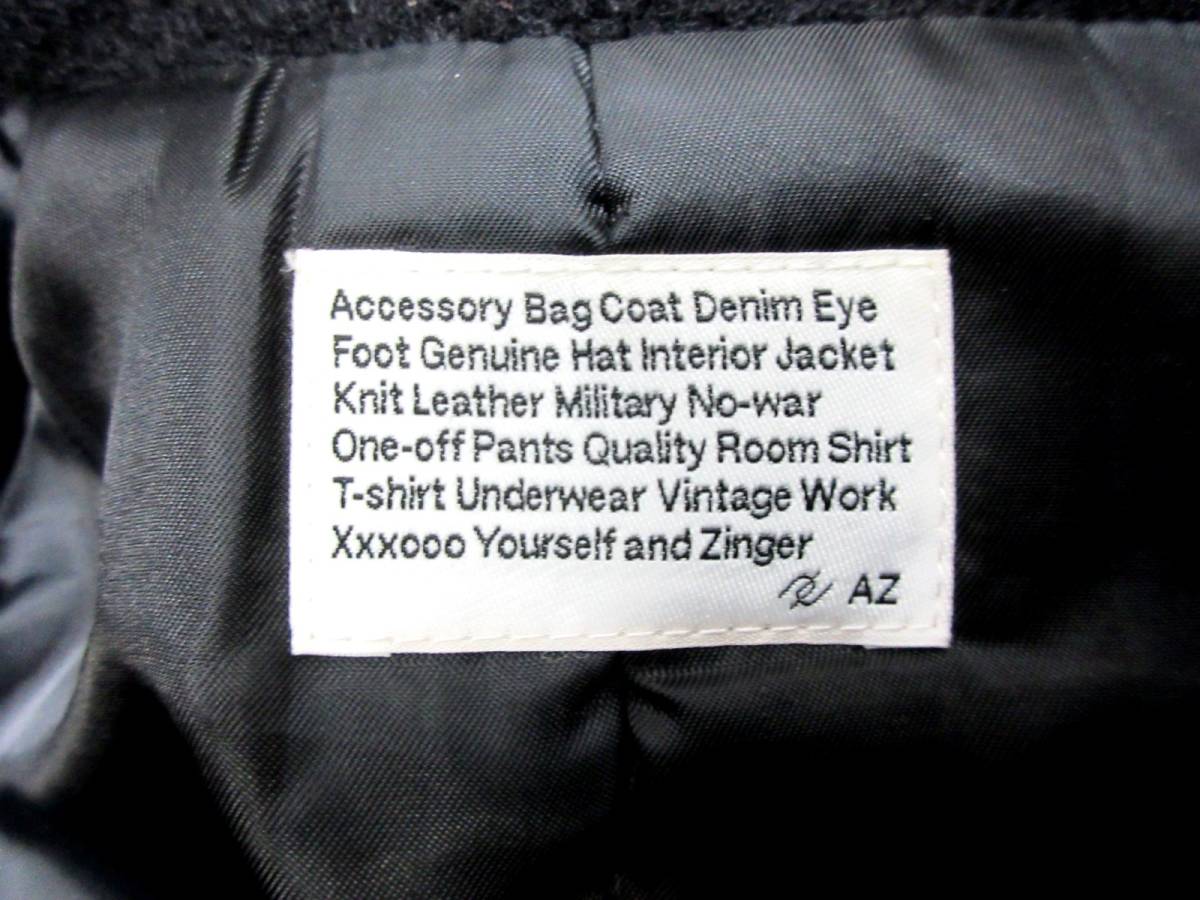 Accessory Bag Coat Denim Eye
Foot Genuine Hat Interior Jacket
Knit Leather Military No-war
One-off Pants Quality Room Shirt
T-shirt Underwear Vintage Work
Xxxooo Yourself and Zinger
AZ